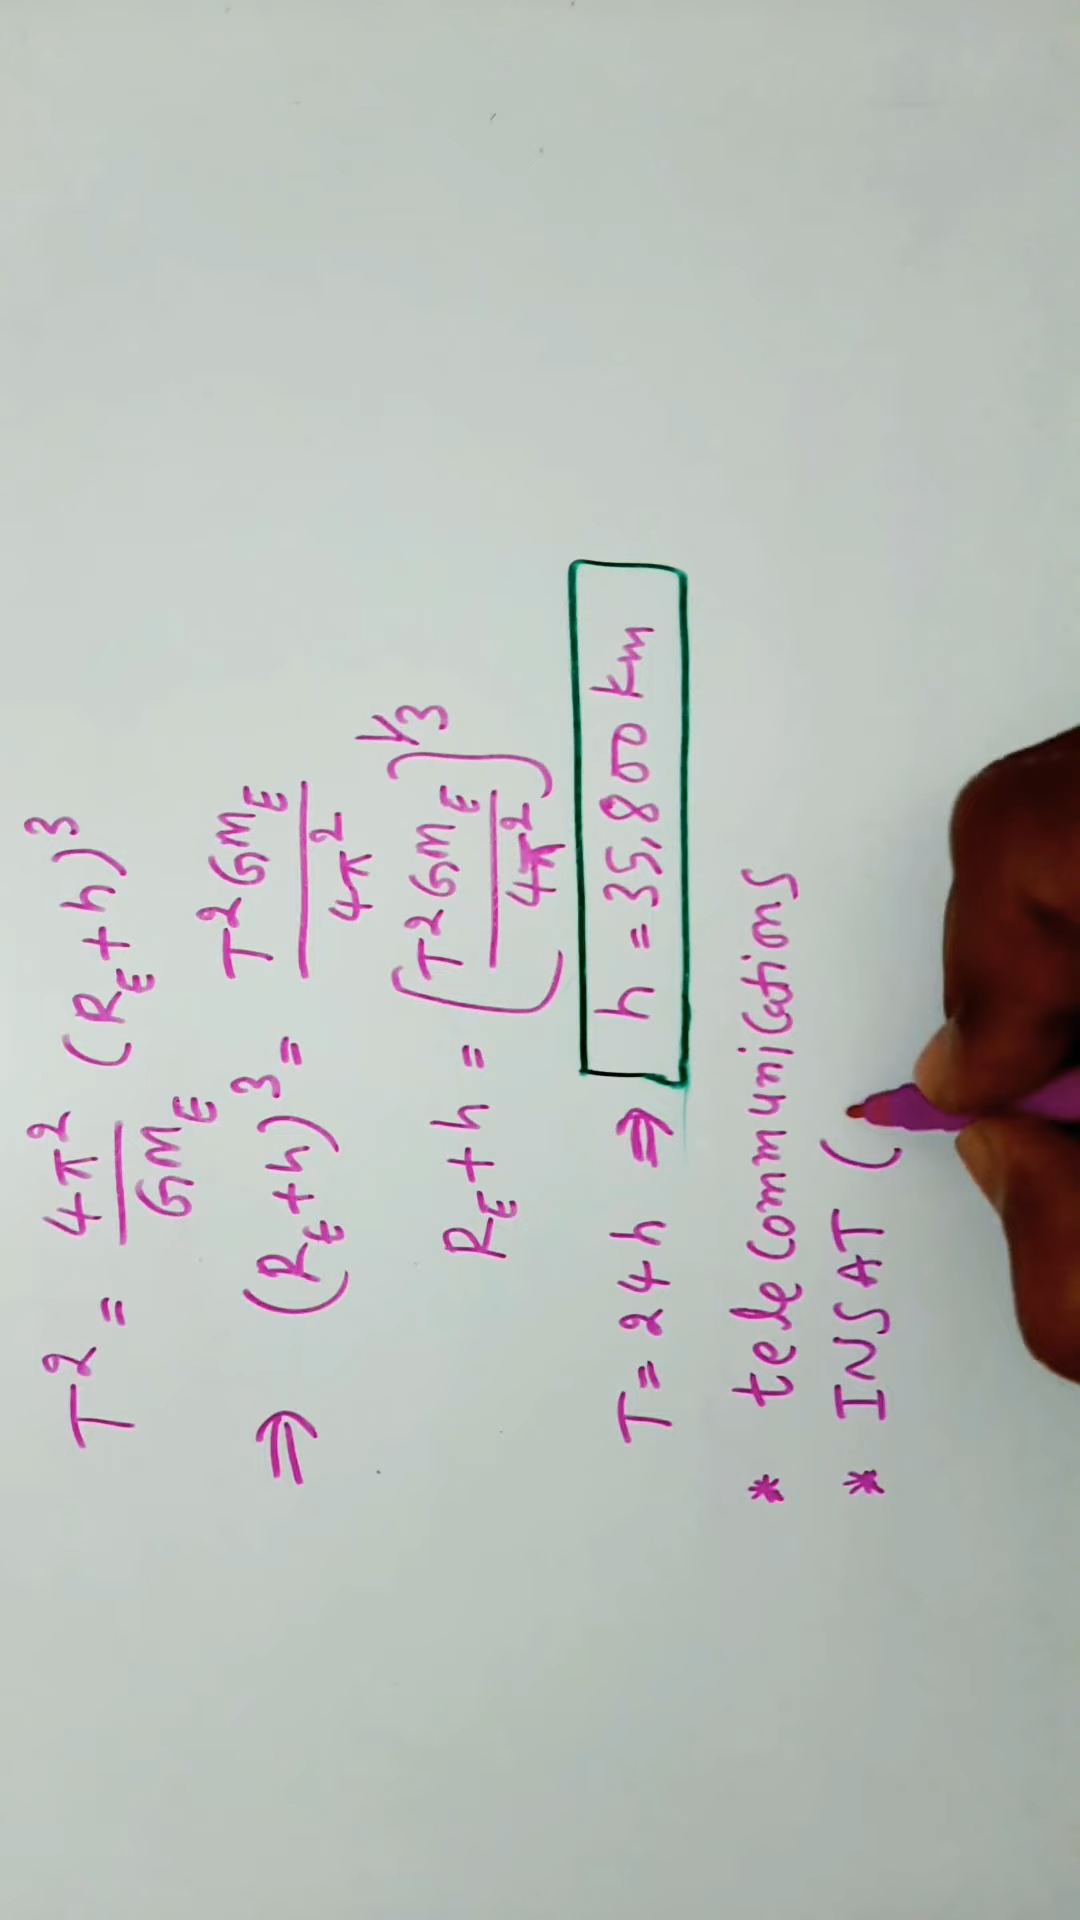 T² = 4π²/GM_E (R_E+h)³
⇒ (R_E+h)³ = T²GM_E/4π²
R_E+h = (T²GM_E/4π²)^1/3
T = 24h ⇒ h = 35,800 km
* telecommunications
* INSAT (